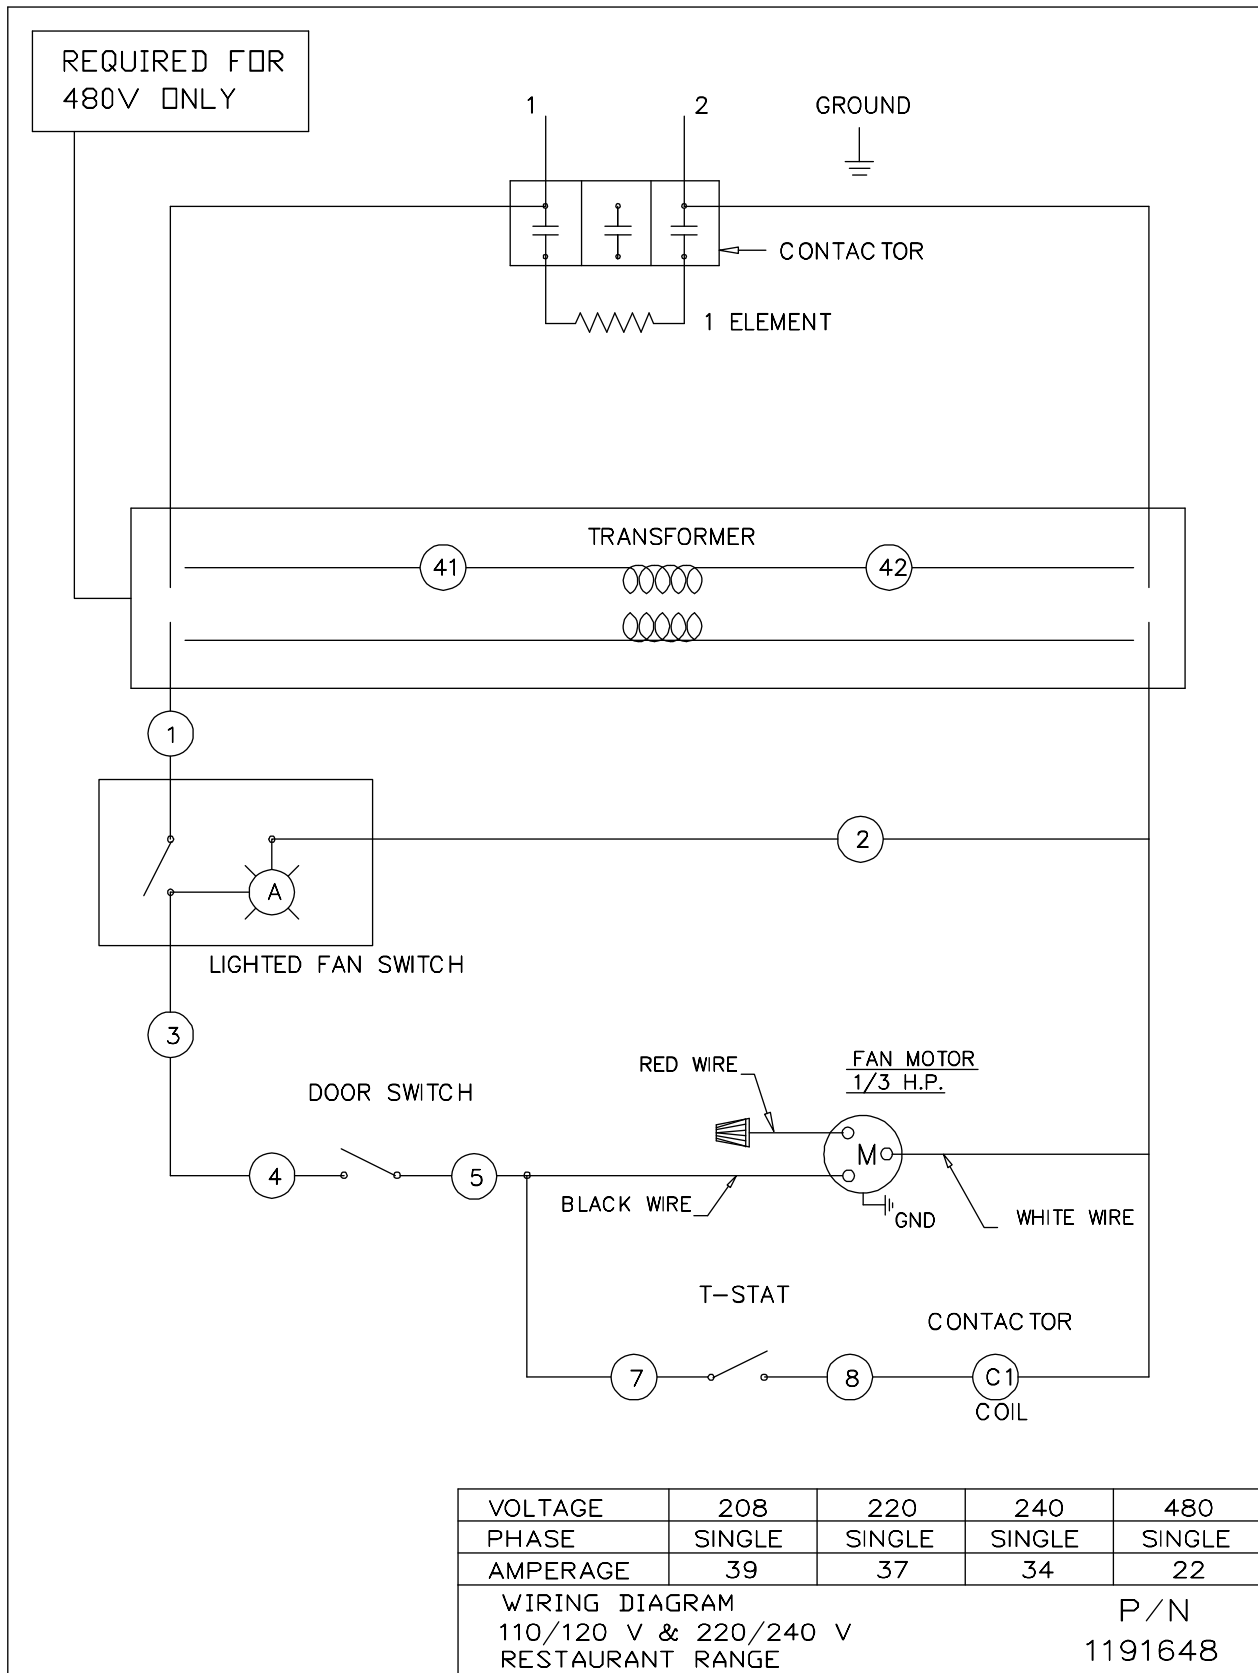 REQUIRED FOR
480V ONLY
1
2
GROUND
CONTACTOR
1 ELEMENT
TRANSFORMER
41
42
1
2
A
LIGHTED FAN SWITCH
3
RED WIRE
FAN MOTOR
1/3 H.P.
DOOR SWITCH
M
4
5
BLACK WIRE
GND
WHITE WIRE
T-STAT
CONTACTOR
7
8
C1
COIL
VOLTAGE 208 220 240 480
PHASE SINGLE SINGLE SINGLE SINGLE
AMPERAGE 39 37 34 22
WIRING DIAGRAM
110/120 V & 220/240 V
RESTAURANT RANGE
P/N
1191648